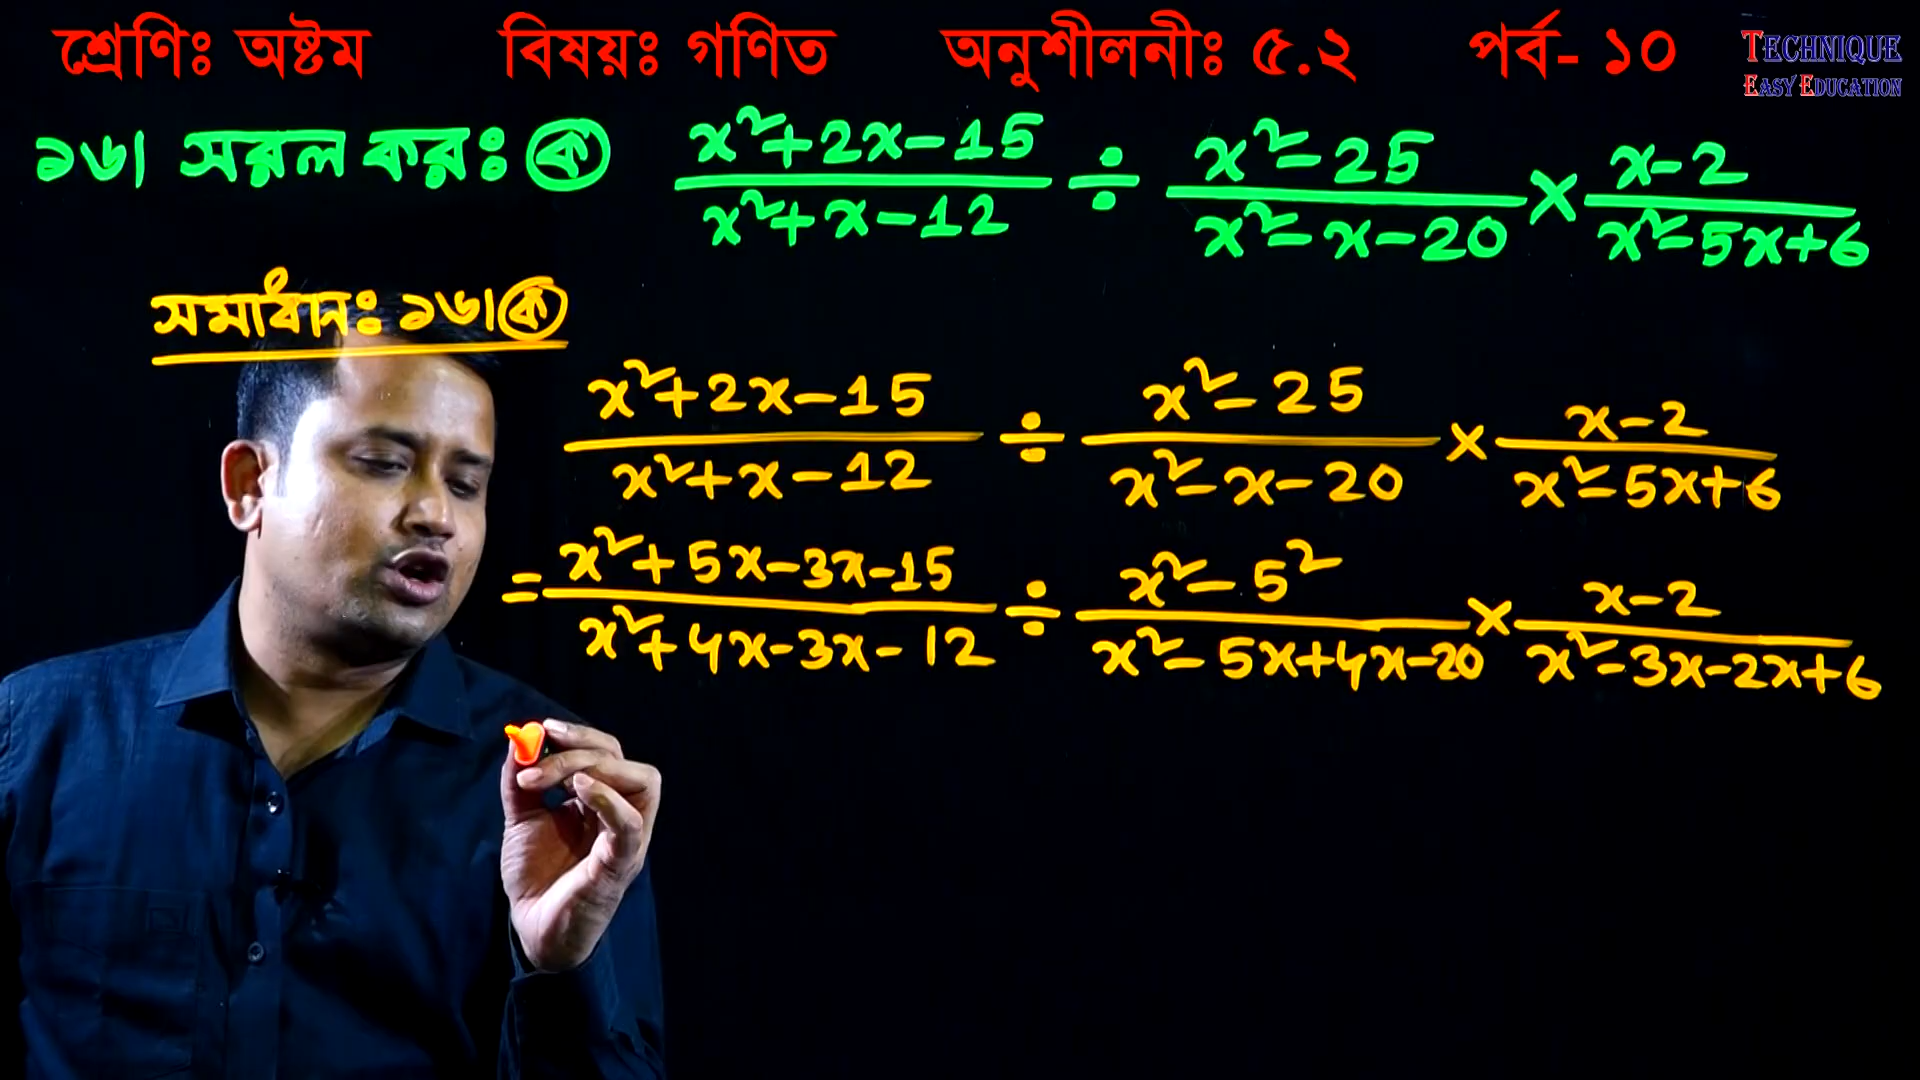 শ্রেণিঃ অষ্টম বিষয়ঃ গণিত অনুশীলনীঃ ৫.২ পর্ব- ১০
TECHNIQUE
EASY EDUCATION
১৬। সরল করঃ (ক) (x²+2x-15)/(x²+x-12) ÷ (x²-25)/(x²-x-20) × (x-2)/(x²-5x+6)
সমাধানঃ ১৬।(ক)
(x²+2x-15)/(x²+x-12) ÷ (x²-25)/(x²-x-20) × (x-2)/(x²-5x+6)
= (x²+5x-3x-15)/(x²+4x-3x-12) ÷ (x²-5²)/(x²-5x+4x-20) × (x-2)/(x²-3x-2x+6)